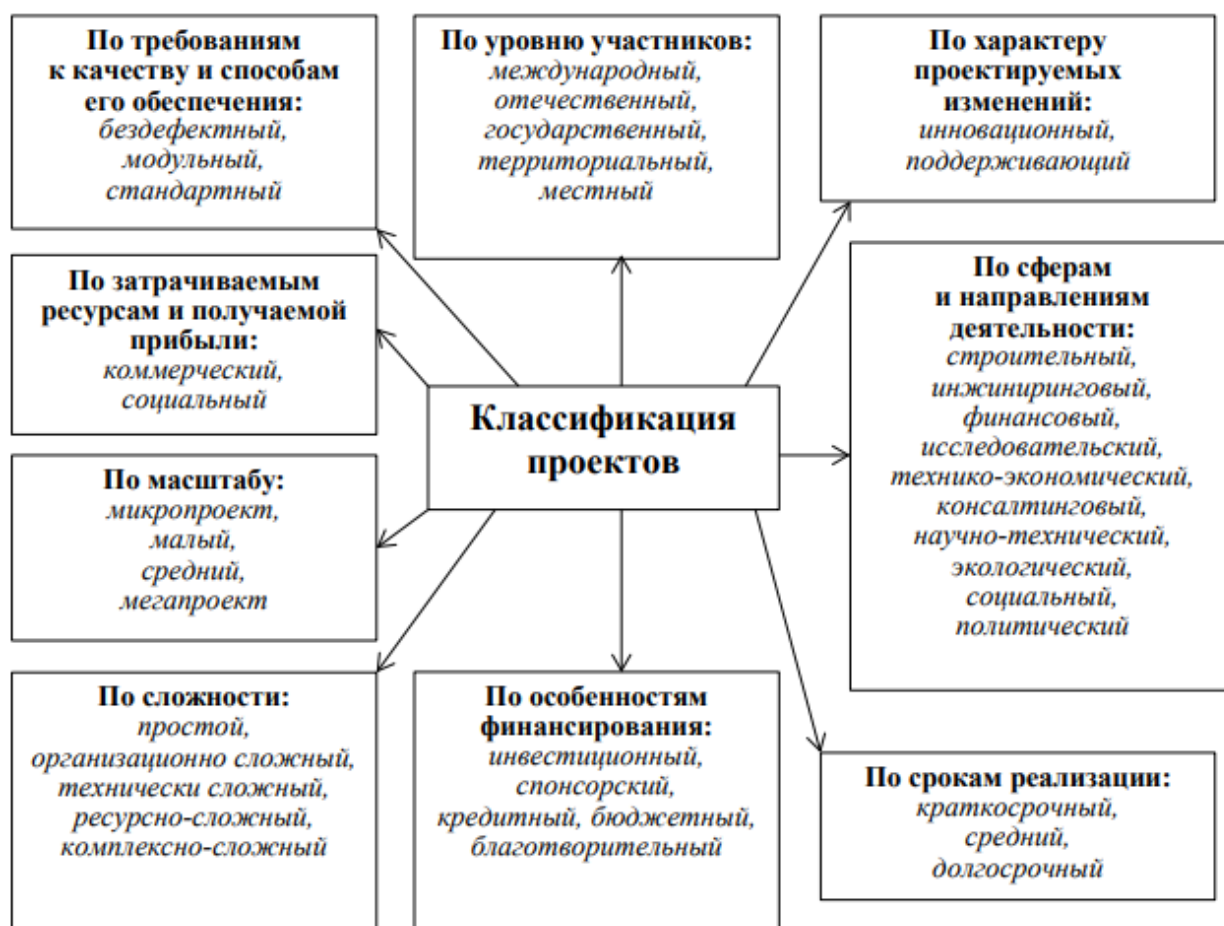 По требованиям
к качеству и способам
его обеспечения:
бездефектный,
модульный,
стандартный
По уровню участников:
международный,
отечественный,
государственный,
территориальный,
местный
По характеру
проектируемых
изменений:
инновационный,
поддерживающий
По затрачиваемым
ресурсам и получаемой
прибыли:
коммерческий,
социальный
Классификация
проектов
По сферам
и направлениям
деятельности:
строительный,
инжиниринговый,
финансовый,
исследовательский,
технико-экономический,
консалтинговый,
научно-технический,
экологический,
социальный,
политический
По масштабу:
микропроект,
малый,
средний,
мегапроект
По сложности:
простой,
организационно сложный,
технически сложный,
ресурсно-сложный,
комплексно-сложный
По особенностям
финансирования:
инвестиционный,
спонсорский,
кредитный, бюджетный,
благотворительный
По срокам реализации:
краткосрочный,
средний,
долгосрочный